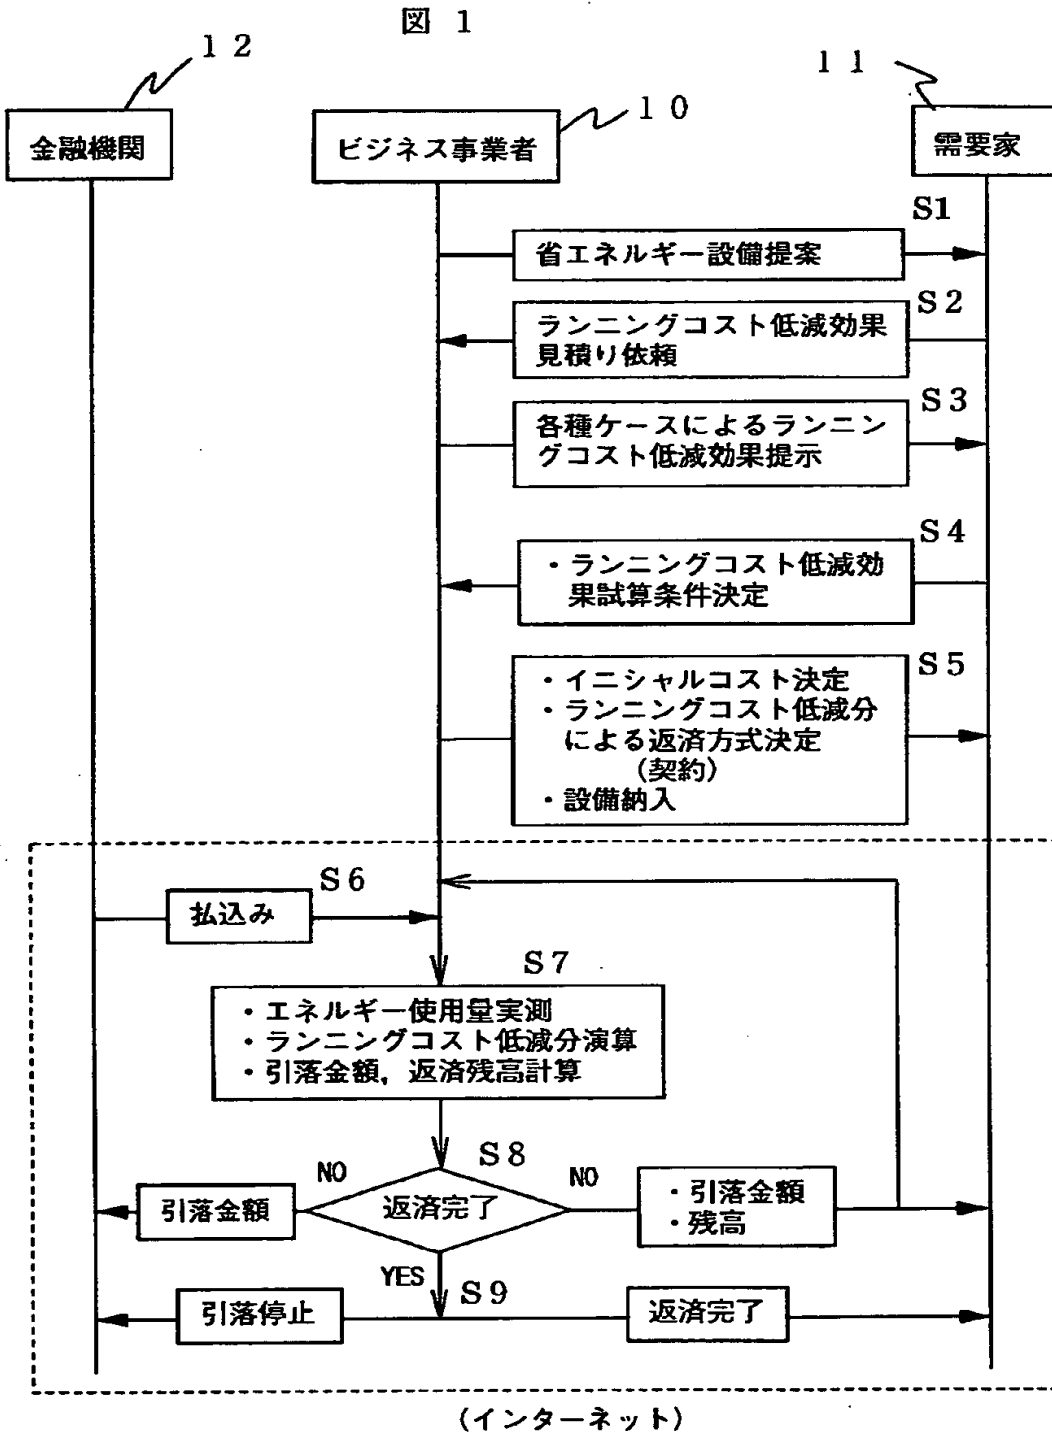 図 1
12
10
11
金融機関
ビジネス事業者
需要家
S1
省エネルギー設備提案
S2
ランニングコスト低減効果
見積り依頼
S3
各種ケースによるランニン
グコスト低減効果提示
S4
・ランニングコスト低減効
果試算条件決定
S5
・イニシャルコスト決定
・ランニングコスト低減分
による返済方式決定
(契約)
・設備納入
S6
払込み
S7
・エネルギー使用量実測
・ランニングコスト低減分演算
・引落金額，返済残高計算
S8
NO
NO
引落金額
返済完了
・引落金額
・残高
YES
S9
引落停止
返済完了
(インターネット)